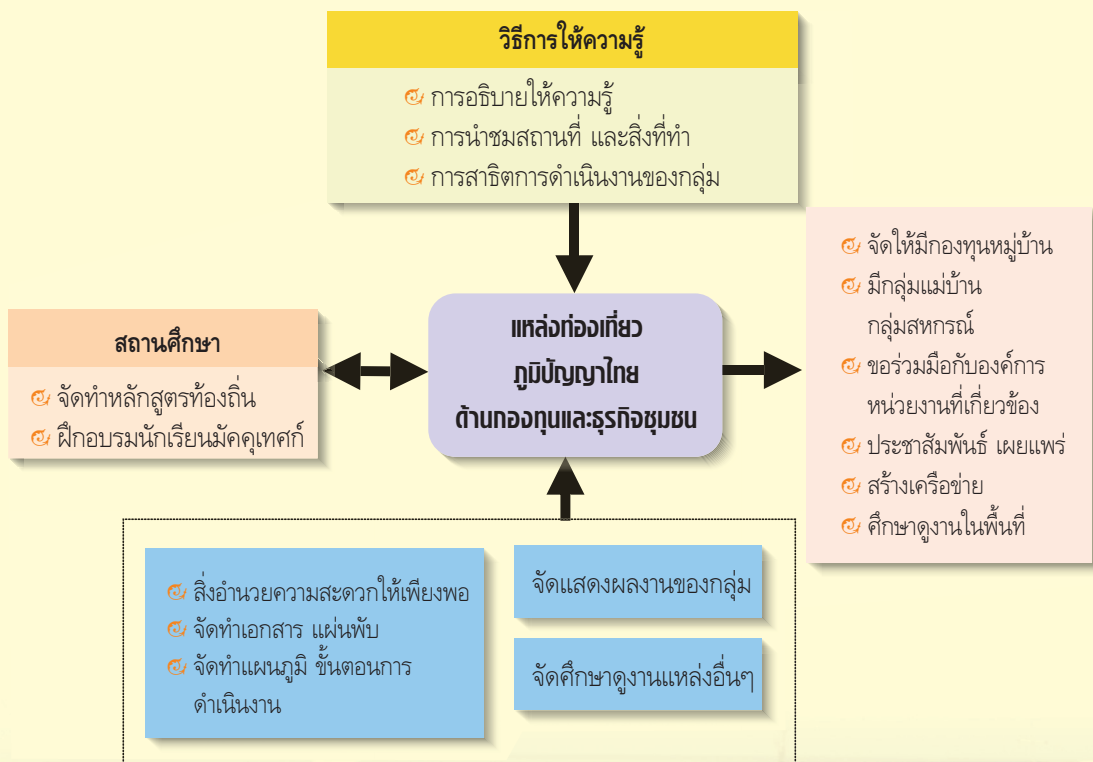 วิธีการให้ความรู้
การอธิบายให้ความรู้
การนำชมสถานที่ และสิ่งที่ทำ
การสาธิตการดำเนินงานของกลุ่ม
สถานศึกษา
จัดทำหลักสูตรท้องถิ่น
ฝึกอบรมนักเรียนมัคคุเทศก์
แหล่งท่องเที่ยว
ภูมิปัญญาไทย
ด้านกองทุนและธุรกิจชุมชน
จัดให้มีกองทุนหมู่บ้าน
มีกลุ่มแม่บ้าน
กลุ่มสหกรณ์
ขอร่วมมือกับองค์การ
หน่วยงานที่เกี่ยวข้อง
ประชาสัมพันธ์ เผยแพร่
สร้างเครือข่าย
ศึกษาดูงานในพื้นที่
สิ่งอำนวยความสะดวกให้เพียงพอ
จัดทำเอกสาร แผ่นพับ
จัดทำแผนภูมิ ขั้นตอนการ
ดำเนินงาน
จัดแสดงผลงานของกลุ่ม
จัดศึกษาดูงานแหล่งอื่นๆ